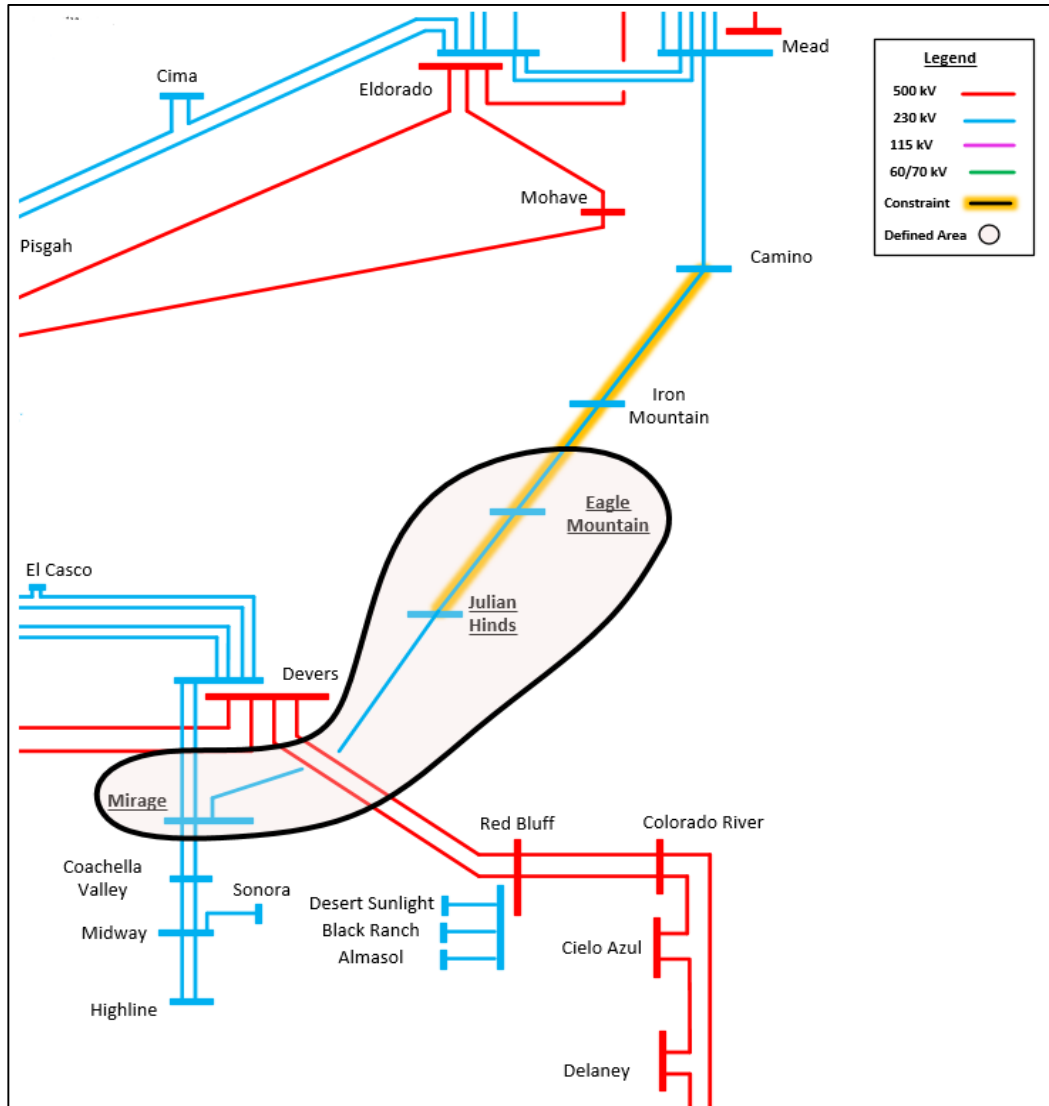 Mead
Cima
Eldorado
Legend
500 kV
230 kV
115 kV
60/70 kV
Constraint
Defined Area
Mohave
Pisgah
Camino
Iron
Mountain
Eagle
Mountain
El Casco
Julian
Hinds
Devers
Mirage
Red Bluff
Colorado River
Coachella
Valley
Sonora
Desert Sunlight
Midway
Black Ranch
Cielo Azul
Almasol
Highline
Delaney